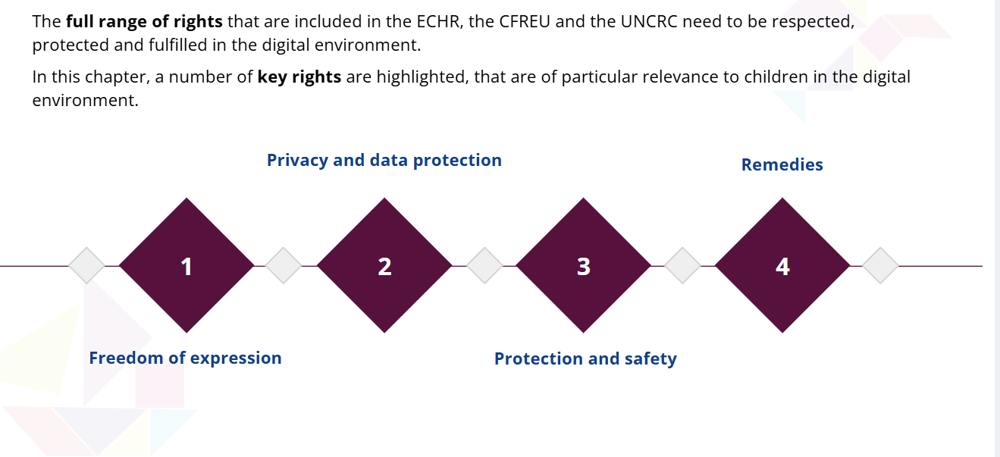 The full range of rights that are included in the ECHR, the CFREU and the UNCRC need to be respected,
protected and fulfilled in the digital environment.
In this chapter, a number of key rights are highlighted, that are of particular relevance to children in the digital
environment.
Privacy and data protection
Remedies
1
2
3
4
Freedom of expression
Protection and safety